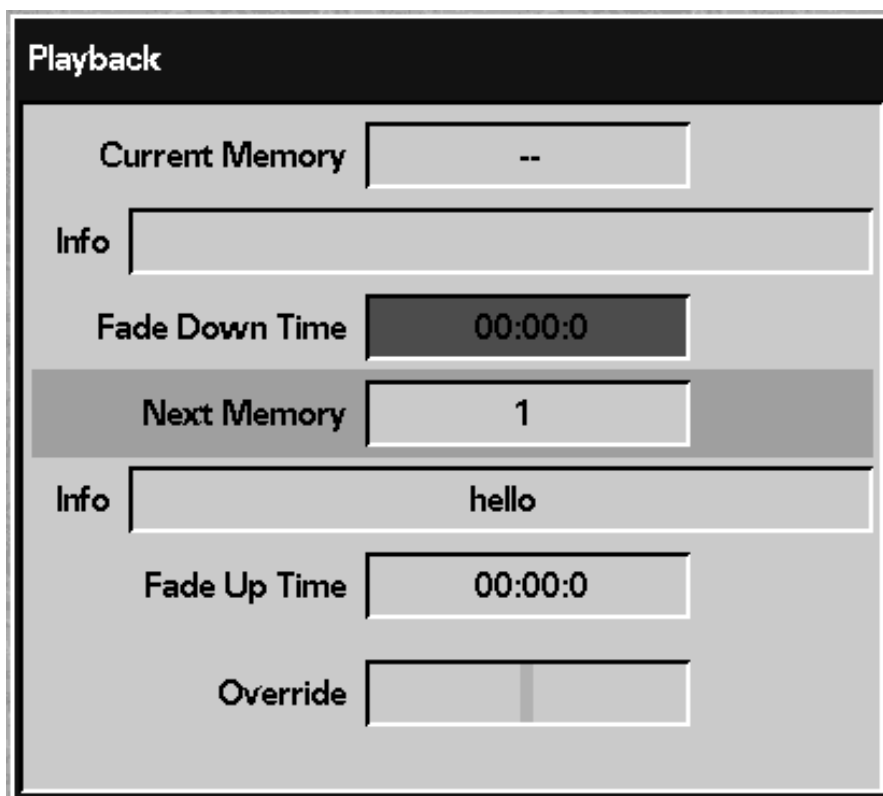 Playback
Current Memory --
Info
Fade Down Time 00:00:0
Next Memory 1
Info hello
Fade Up Time 00:00:0
Override